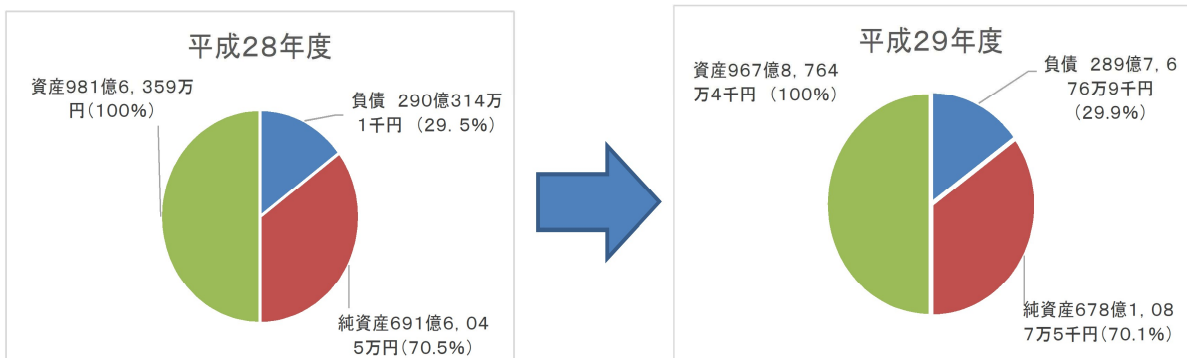 平成28年度
資産981億6, 359万
円(100%)
負債 290億314万
1千円 (29. 5%)
純資産691億6, 04
5万円(70.5%)
平成29年度
資産967億8, 764
万4千円 (100%)
負債 289億7, 6
76万9千円
(29.9%)
純資産678億1, 08
7万5千円(70.1%)